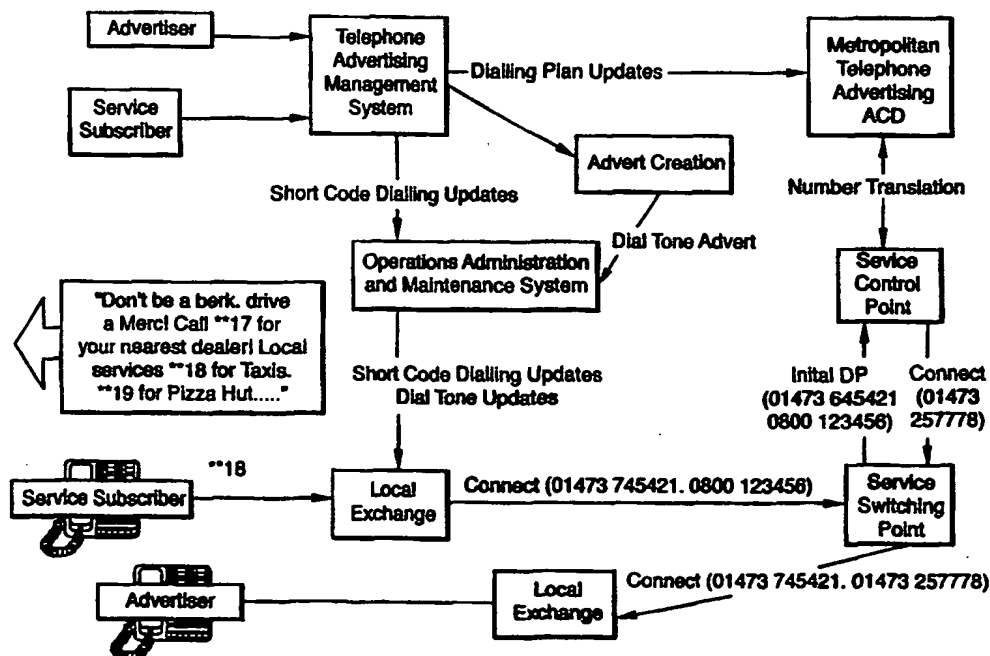 Advertiser
Telephone
Advertising
Management
System
Dialling Plan Updates
Metropolitan
Telephone
Advertising
ACD
Service
Subscriber
Advert Creation
Short Code Dialling Updates
Number Translation
Dial Tone Advert
Operations Administration
and Maintenance System
Sevice
Control
Point
"Don't be a berk. drive
a Merc! Call **17 for
your nearest dealer! Local
services **18 for Taxis.
**19 for Pizza Hut....."
Short Code Dialling Updates
Dial Tone Updates
Inital DP
(01473 645421
0800 123456)
Connect
(01473
257778)
**18
Service Subscriber
Local
Exchange
Connect (01473 745421. 0800 123456)
Service
Switching
Point
Connect (01473 745421. 01473 257778)
Advertiser
Local
Exchange